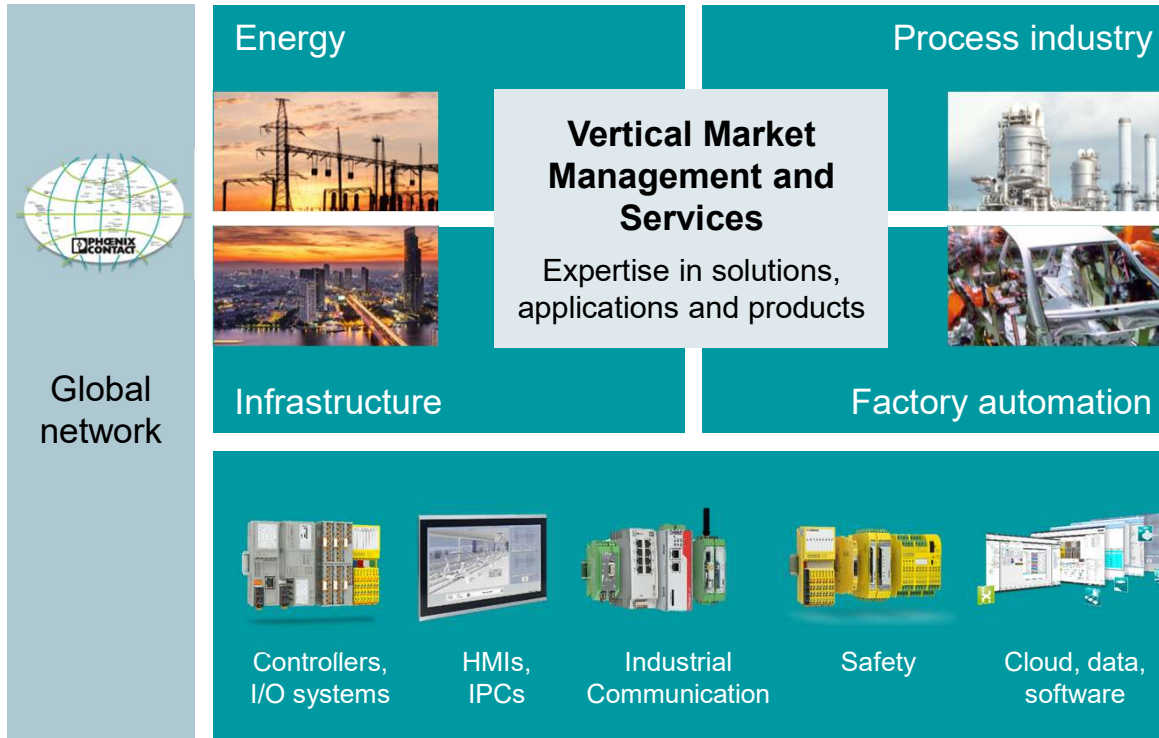 Energy
Process industry
Vertical Market
Management and
Services
Expertise in solutions,
applications and products
PHŒNIX
CONTACT
Global
network
Infrastructure
Factory automation
Controllers,
I/O systems
HMIs,
IPCs
Industrial
Communication
Safety
Cloud, data,
software